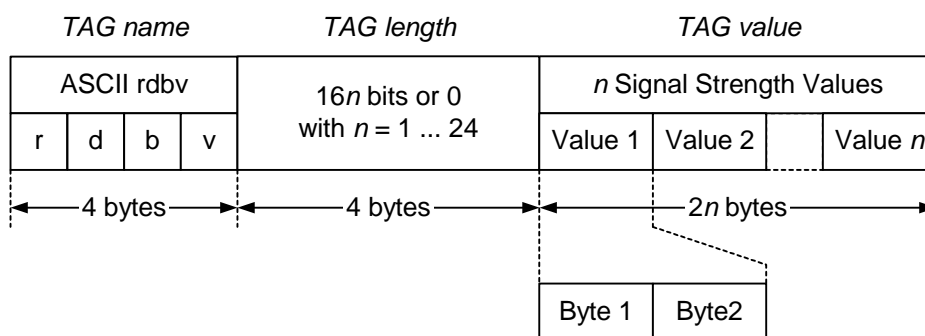 TAG name TAG length TAG value
ASCII rdbv
16n bits or 0
with n = 1 ... 24
n Signal Strength Values
r d b v
Value 1 Value 2 Value n
4 bytes 4 bytes 2n bytes
Byte 1 Byte2